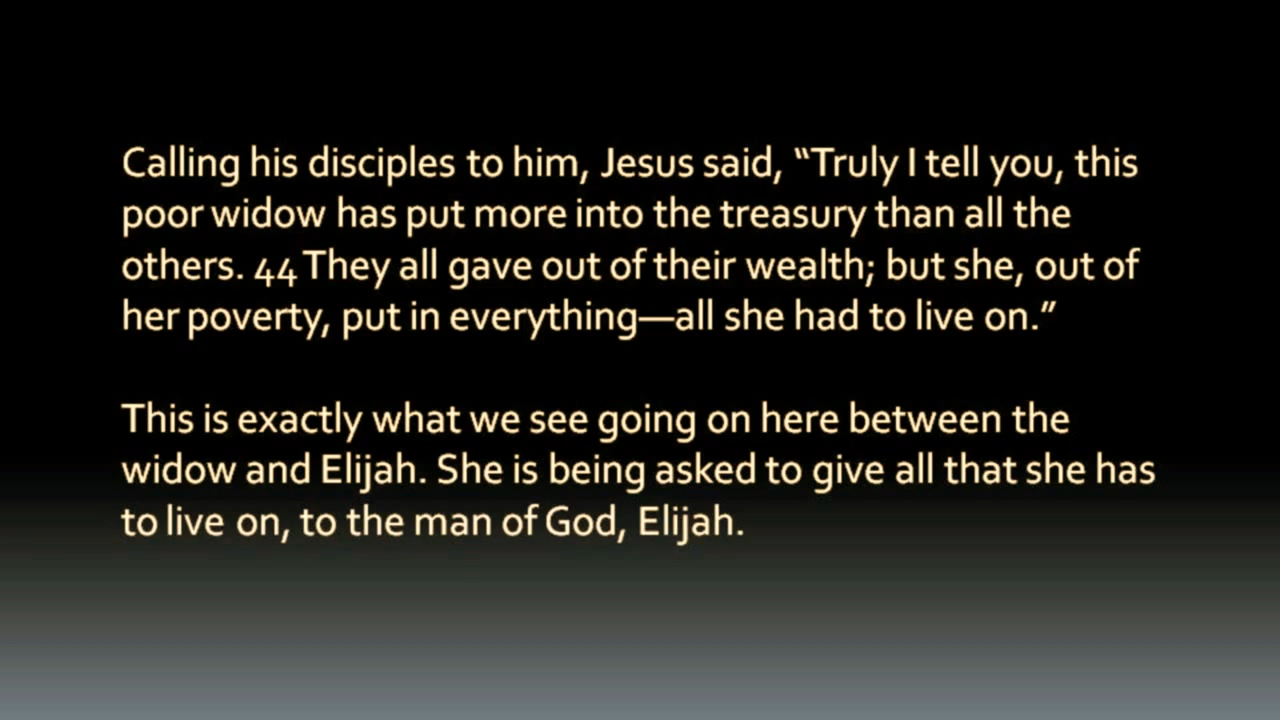 Calling his disciples to him, Jesus said, “Truly I tell you, this
poor widow has put more into the treasury than all the
others. 44 They all gave out of their wealth; but she, out of
her poverty, put in everything—all she had to live on.”
This is exactly what we see going on here between the
widow and Elijah. She is being asked to give all that she has
to live on, to the man of God, Elijah.